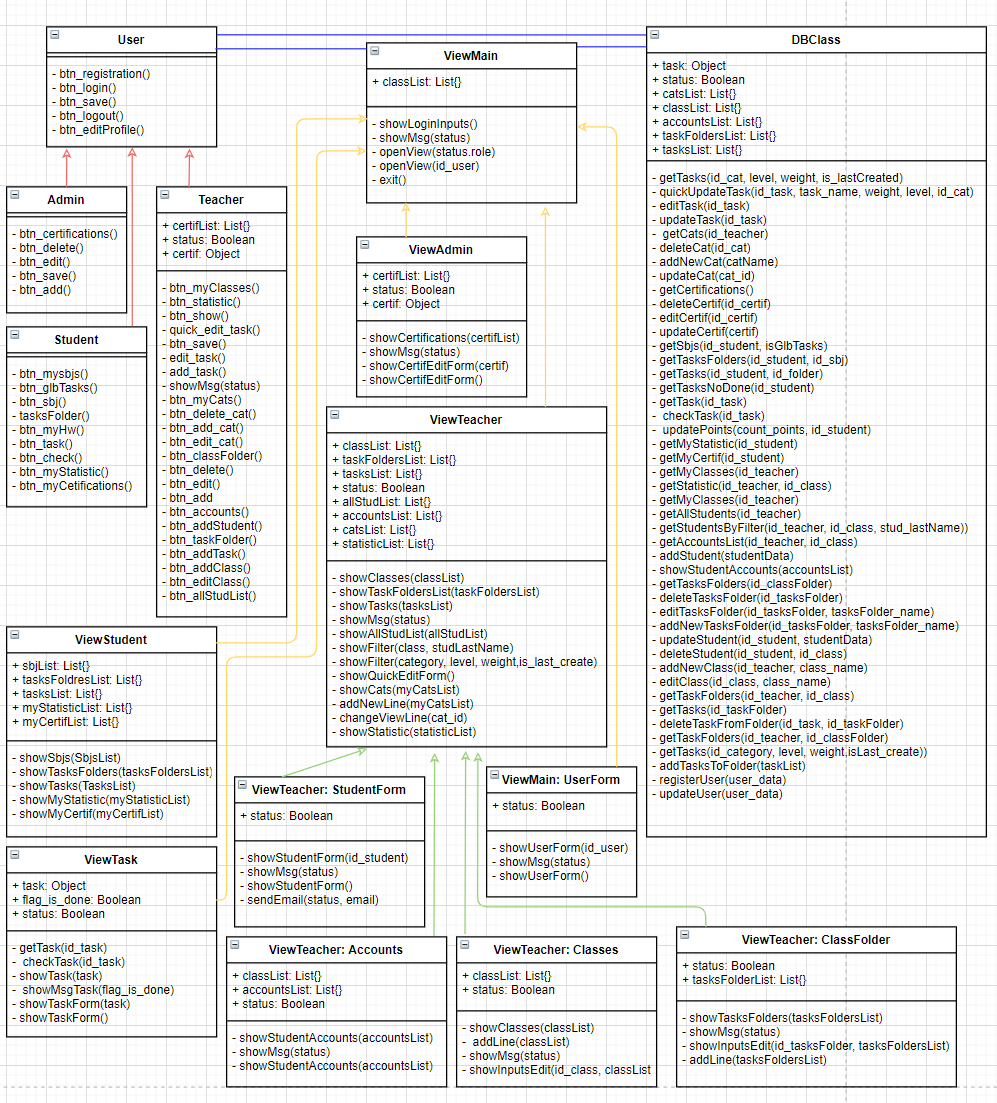 User
- btn_registration()
- btn_login()
- btn_save()
- btn_logout()
- btn_editProfile()
ViewMain
+ classList: List{}
- showLoginInputs()
- showMsg(status)
- openView(status.role)
- openView(id_user)
- exit()
DBClass
+ task: Object
+ status: Boolean
+ catsList: List{}
+ classList: List{}
+ accountsList: List{}
+ taskFoldersList: List{}
+ tasksList: List{}
- getTasks(id_cat, level, weight, is_lastCreated)
- quickUpdateTask(id_task, task_name, weight, level, id_cat)
- editTask(id_task)
- updateTask(id_task)
- getCats(id_teacher)
- deleteCat(id_cat)
- addNewCat(catName)
- updateCat(cat_id)
- getCertifications()
- deleteCertif(id_certif)
- editCertif(id_certif)
- updateCertif(certif)
- getSbjs(id_student, isGlbTasks)
- getTasksFolders(id_student, id_sbj)
- getTasks(id_student, id_folder)
- getTasksNoDone(id_student)
- getTask(id_task)
- checkTask(id_task)
- updatePoints(count_points, id_student)
- getMyStatistic(id_student)
- getMyCertif(id_student)
- getMyClasses(id_teacher)
- getStatistic(id_teacher, id_class)
- getMyClasses(id_teacher)
- getAllStudents(id_teacher)
- getStudentsByFilter(id_teacher, id_class, stud_lastName))
- getAccountsList(id_teacher, id_class)
- addStudent(studentData)
- showStudentAccounts(accountsList)
- getTasksFolders(id_classFolder)
- deleteTasksFolder(id_tasksFolder)
- editTasksFolder(id_tasksFolder, tasksFolder_name)
- addNewTasksFolder(id_tasksFolder, tasksFolder_name)
- updateStudent(id_student, studentData)
- deleteStudent(id_student, id_class)
- addNewClass(id_teacher, class_name)
- editClass(id_class, class_name)
- getTaskFolders(id_teacher, id_class)
- getTasks(id_taskFolder)
- deleteTaskFromFolder(id_task, id_taskFolder)
- getTaskFolders(id_teacher, id_classFolder)
- getTasks(id_category, level, weight,isLast_create))
- addTasksToFolder(taskList)
- registerUser(user_data)
- updateUser(user_data)
Admin
- btn_certifications()
- btn_delete()
- btn_edit()
- btn_save()
- btn_add()
Teacher
+ certifList: List{}
+ status: Boolean
+ certif: Object
- btn_myClasses()
- btn_statistic()
- btn_show()
- quick_edit_task()
- btn_save()
- edit_task()
- add_task()
- showMsg(status)
- btn_myCats()
- btn_delete_cat()
- btn_add_cat()
- btn_edit_cat()
- btn_classFolder()
- btn_delete()
- btn_edit()
- btn_add
- btn_accounts()
- btn_addStudent()
- btn_taskFolder()
- btn_addTask()
- btn_addClass()
- btn_editClass()
- btn_allStudList()
ViewAdmin
+ certifList: List{}
+ status: Boolean
+ certif: Object
- showCertifications(certifList)
- showMsg(status)
- showCertifEditForm(certif)
- showCertifEditForm()
Student
- btn_mysbjs()
- btn_glbTasks()
- btn_sbj()
- tasksFolder()
- btn_myHw()
- btn_task()
- btn_check()
- btn_myStatistic()
- btn_myCetifications()
ViewTeacher
+ classList: List{}
+ taskFoldersList: List{}
+ tasksList: List{}
+ status: Boolean
+ allStudList: List{}
+ accountsList: List{}
+ catsList: List{}
+ statisticList: List{}
- showClasses(classList)
- showTaskFoldersList(taskFoldersList)
- showTasks(tasksList)
- showMsg(status)
- showAllStudList(allStudList)
- showFilter(class, studLastName)
- showFilter(category, level, weight,is_last_create)
- showQuickEditForm()
- showCats(myCatsList)
- addNewLine(myCatsList)
- changeViewLine(cat_id)
- showStatistic(statisticList)
ViewStudent
+ sbjList: List{}
+ tasksFoldresList: List{}
+ tasksList: List{}
+ myStatisticList: List{}
+ myCertifList: List{}
- showSbjs(SbjsList)
- showTasksFolders(tasksFoldersList)
- showTasks(TasksList)
- showMyStatistic(myStatisticList)
- showMyCertif(myCertifList)
ViewTeacher: StudentForm
+ status: Boolean
- showStudentForm(id_student)
- showMsg(status)
- showStudentForm()
- sendEmail(status, email)
ViewMain: UserForm
+ status: Boolean
- showUserForm(id_user)
- showMsg(status)
- showUserForm()
ViewTask
+ task: Object
+ flag_is_done: Boolean
+ status: Boolean
- getTask(id_task)
- checkTask(id_task)
- showTask(task)
- showMsgTask(flag_is_done)
- showTaskForm(task)
- showTaskForm()
ViewTeacher: Accounts
+ classList: List{}
+ accountsList: List{}
+ status: Boolean
- showStudentAccounts(accountsList)
- showMsg(status)
- showStudentAccounts(accountsList)
ViewTeacher: Classes
+ classList: List{}
+ status: Boolean
- showClasses(classList)
- addLine(classList)
- showMsg(status)
- showInputsEdit(id_class, classList
ViewTeacher: ClassFolder
+ status: Boolean
+ tasksFolderList: List{}
- showTasksFolders(tasksFoldersList)
- showMsg(status)
- showInputsEdit(id_tasksFolder, tasksFoldersList)
- addLine(tasksFoldersList)